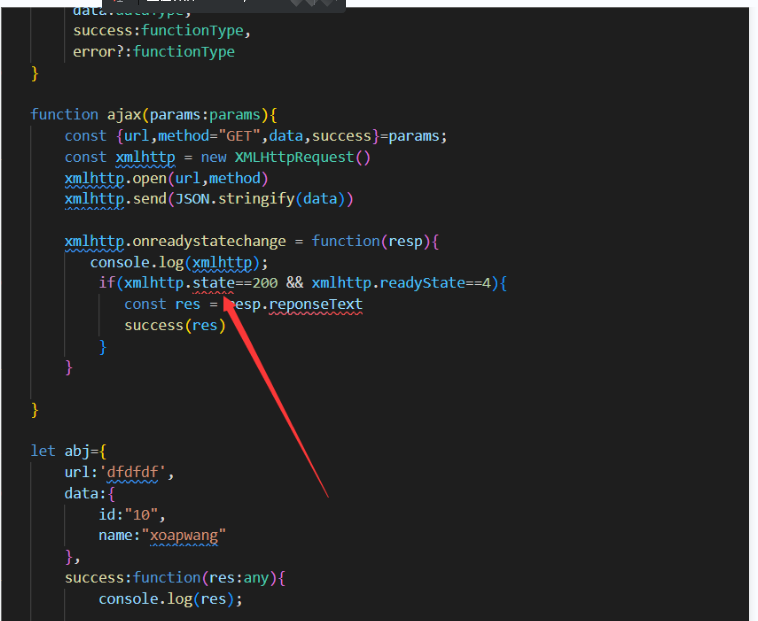 data:dataType,
success:functionType,
error?:functionType
}
function ajax(params:params){
const {url,method="GET",data,success}=params;
const xmlhttp = new XMLHttpRequest()
xmlhttp.open(url,method)
xmlhttp.send(JSON.stringify(data))
xmlhttp.onreadystatechange = function(resp){
console.log(xmlhttp);
if(xmlhttp.state==200 && xmlhttp.readyState==4){
const res = resp.reponseText
success(res)
}
}
}
let abj={
url:'dfdfdf',
data:{
id:"10",
name:"xoapwang"
},
success:function(res:any){
console.log(res);